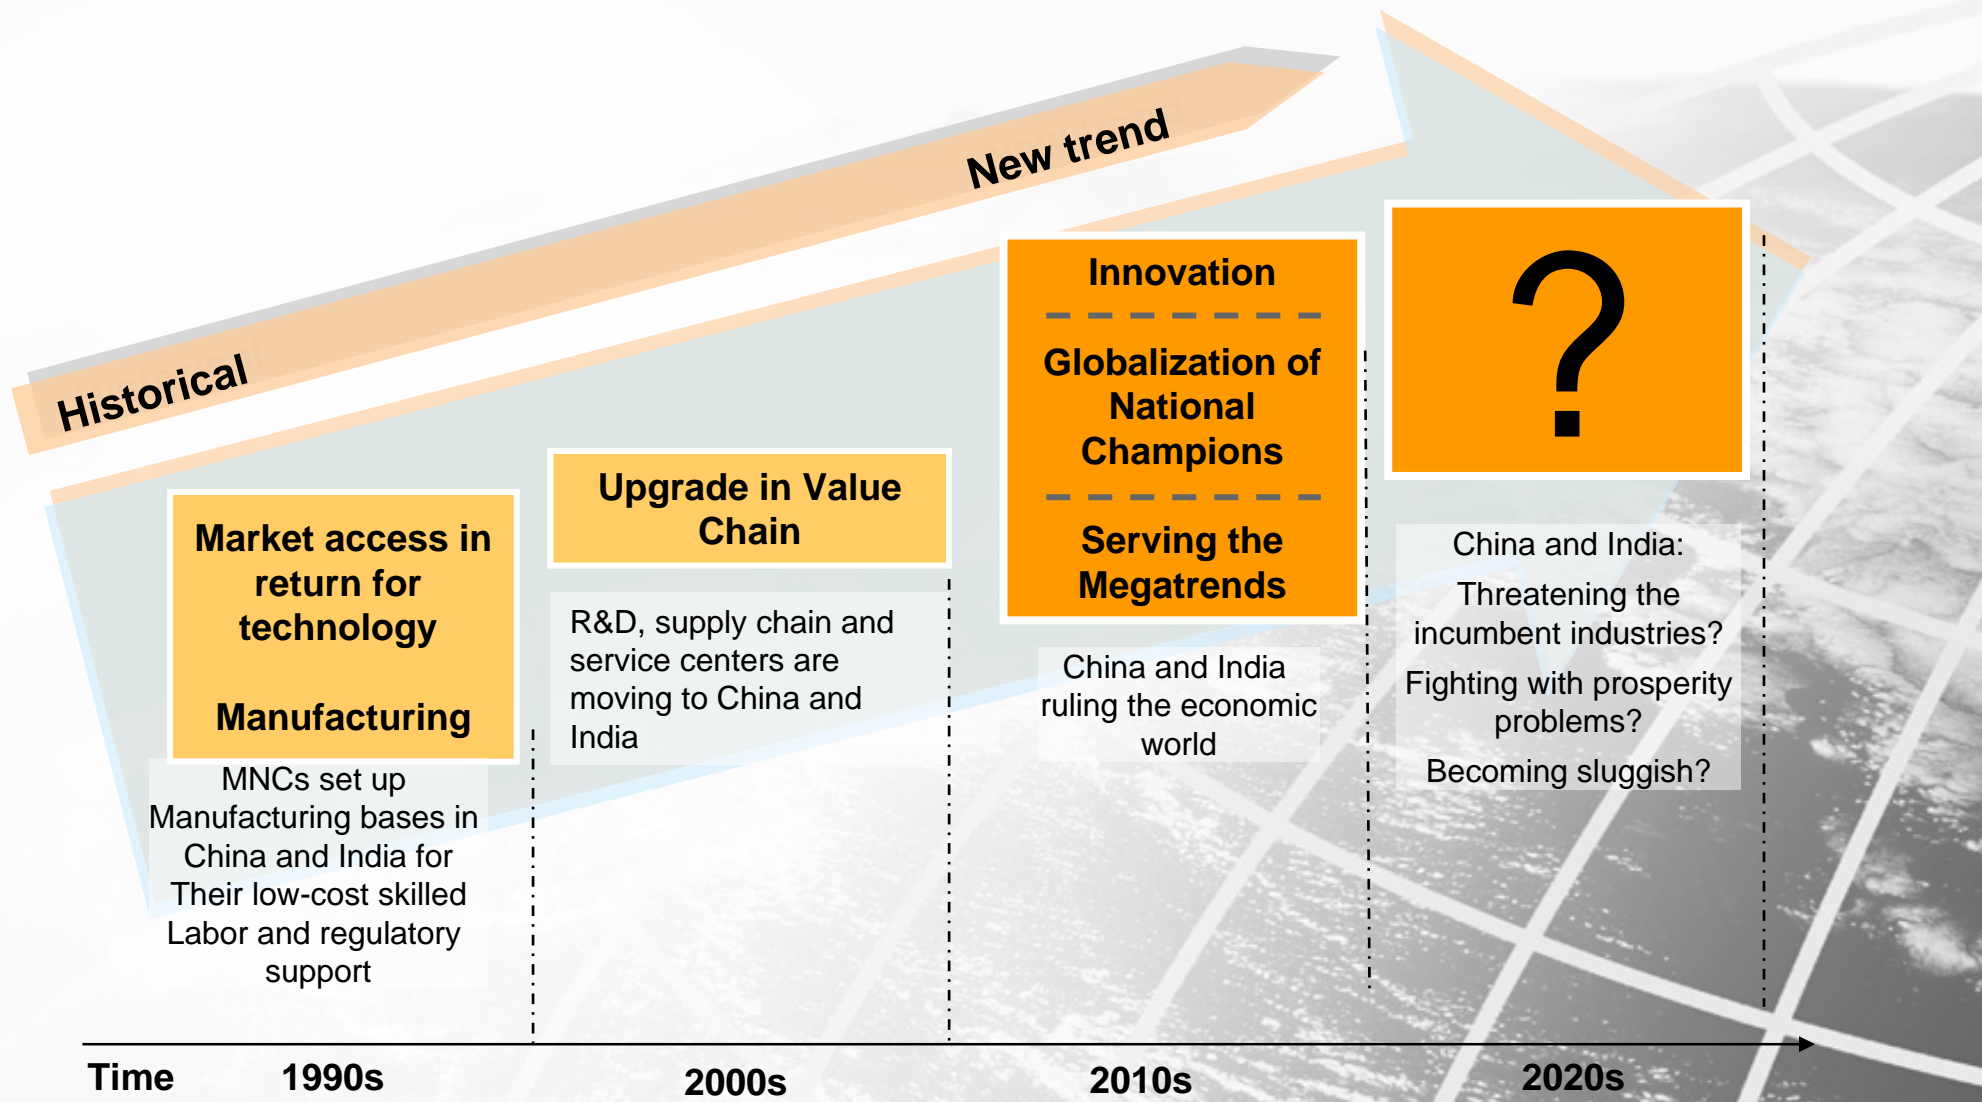 New trend
Historical
Market access in
return for
technology
Manufacturing
MNCs set up
Manufacturing bases in
China and India for
Their low-cost skilled
Labor and regulatory
support
Upgrade in Value
Chain
R&D, supply chain and
service centers are
moving to China and
India
Innovation
Globalization of
National
Champions
Serving the
Megatrends
China and India
ruling the economic
world
?
China and India:
Threatening the
incumbent industries?
Fighting with prosperity
problems?
Becoming sluggish?
Time
1990s
2000s
2010s
2020s